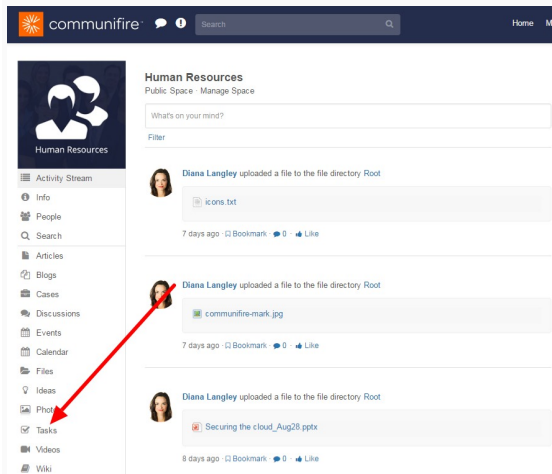 communifire
Search
Home
Human Resources
Human Resources
Public Space · Manage Space
What's on your mind?
Filter
Activity Stream
Info
People
Search
Articles
Blogs
Cases
Discussions
Events
Calendar
Files
Ideas
Tasks
Videos
Wiki
Diana Langley uploaded a file to the file directory Root
icons.txt
7 days ago · Bookmark · 0 · Like
Diana Langley uploaded a file to the file directory Root
communifire-mark.jpg
7 days ago · Bookmark · 0 · Like
Diana Langley uploaded a file to the file directory Root
Securing the cloud_Aug28.pptx
8 days ago · Bookmark · 0 · Like